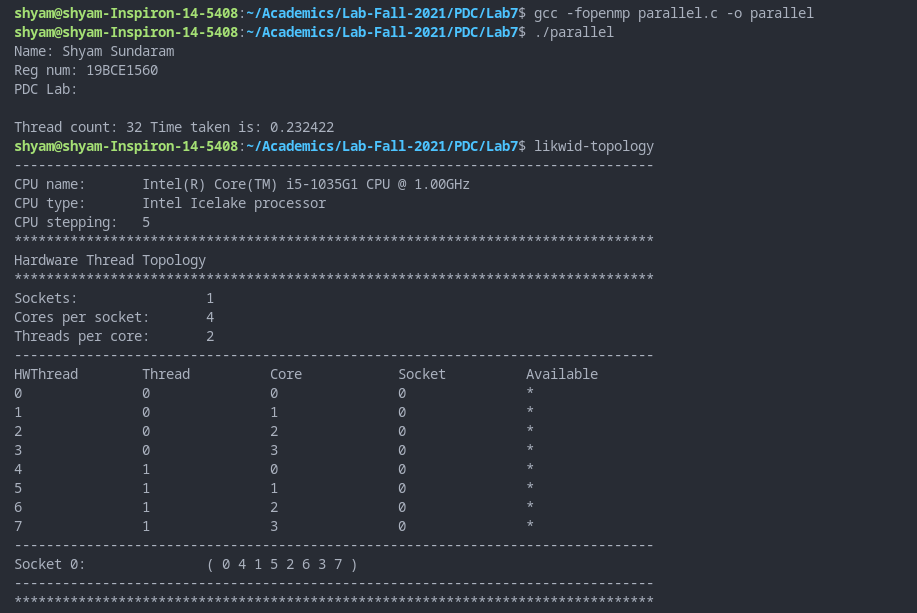 shyam@shyam-Inspiron-14-5408:~/Academics/Lab-Fall-2021/PDC/Lab7$ gcc -fopenmp parallel.c -o parallel
shyam@shyam-Inspiron-14-5408:~/Academics/Lab-Fall-2021/PDC/Lab7$ ./parallel
Name: Shyam Sundaram
Reg num: 19BCE1560
PDC Lab:

Thread count: 32 Time taken is: 0.232422
shyam@shyam-Inspiron-14-5408:~/Academics/Lab-Fall-2021/PDC/Lab7$ likwid-topology
--------------------------------------------------------------------------------
CPU name:       Intel(R) Core(TM) i5-1035G1 CPU @ 1.00GHz
CPU type:       Intel Icelake processor
CPU stepping:   5
********************************************************************************
Hardware Thread Topology
********************************************************************************
Sockets:                1
Cores per socket:       4
Threads per core:       2
--------------------------------------------------------------------------------
HWThread        Thread          Core            Socket          Available
0               0               0               0               *
1               0               1               0               *
2               0               2               0               *
3               0               3               0               *
4               1               0               0               *
5               1               1               0               *
6               1               2               0               *
7               1               3               0               *
--------------------------------------------------------------------------------
Socket 0:               ( 0 4 1 5 2 6 3 7 )
--------------------------------------------------------------------------------
********************************************************************************